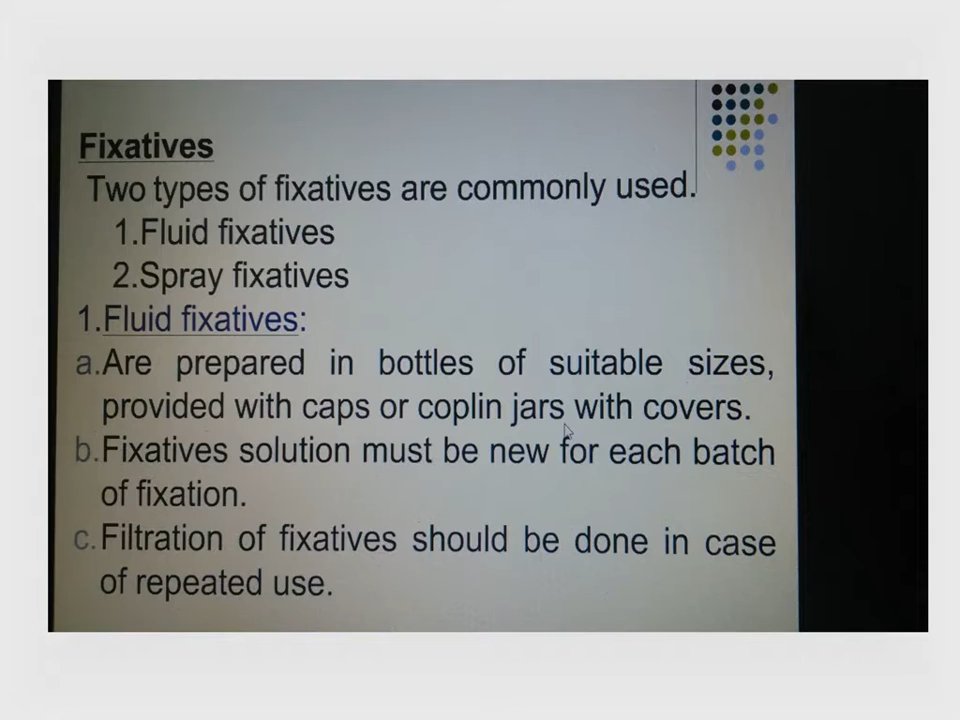 Fixatives
Two types of fixatives are commonly used.
1.Fluid fixatives
2.Spray fixatives
1.Fluid fixatives:
a.Are prepared in bottles of suitable sizes,
provided with caps or coplin jars with covers.
b.Fixatives solution must be new for each batch
of fixation.
c.Filtration of fixatives should be done in case
of repeated use.